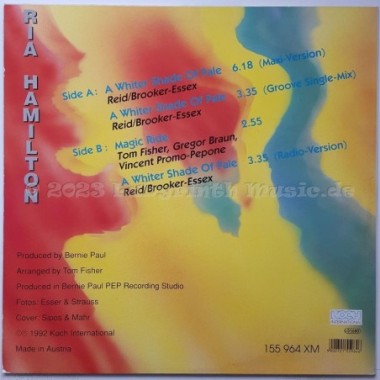 RIA HAMILTON
Side A: A Whiter Shade Of Pale 6.18 (Maxi-Version)
Reid/Brooker-Essex
A Whiter Shade Of Pale 3.35 (Groove Single-Mix)
Reid/Brooker-Essex
Side B: Magic Ride 2.55
Tom Fisher, Gregor Braun,
Vincent Promo-Pepone
A Whiter Shade Of Pale 3.35 (Radio-Version)
Reid/Brooker-Essex
© 2023 Music.de
Produced by Bernie Paul
Arranged by Tom Fisher
Produced in Bernie Paul PEP Recording Studio
Fotos: Esser & Strauss
Cover: Sipos & Mahr
1992 Koch International
Made in Austria
KOCH
155 964 XM